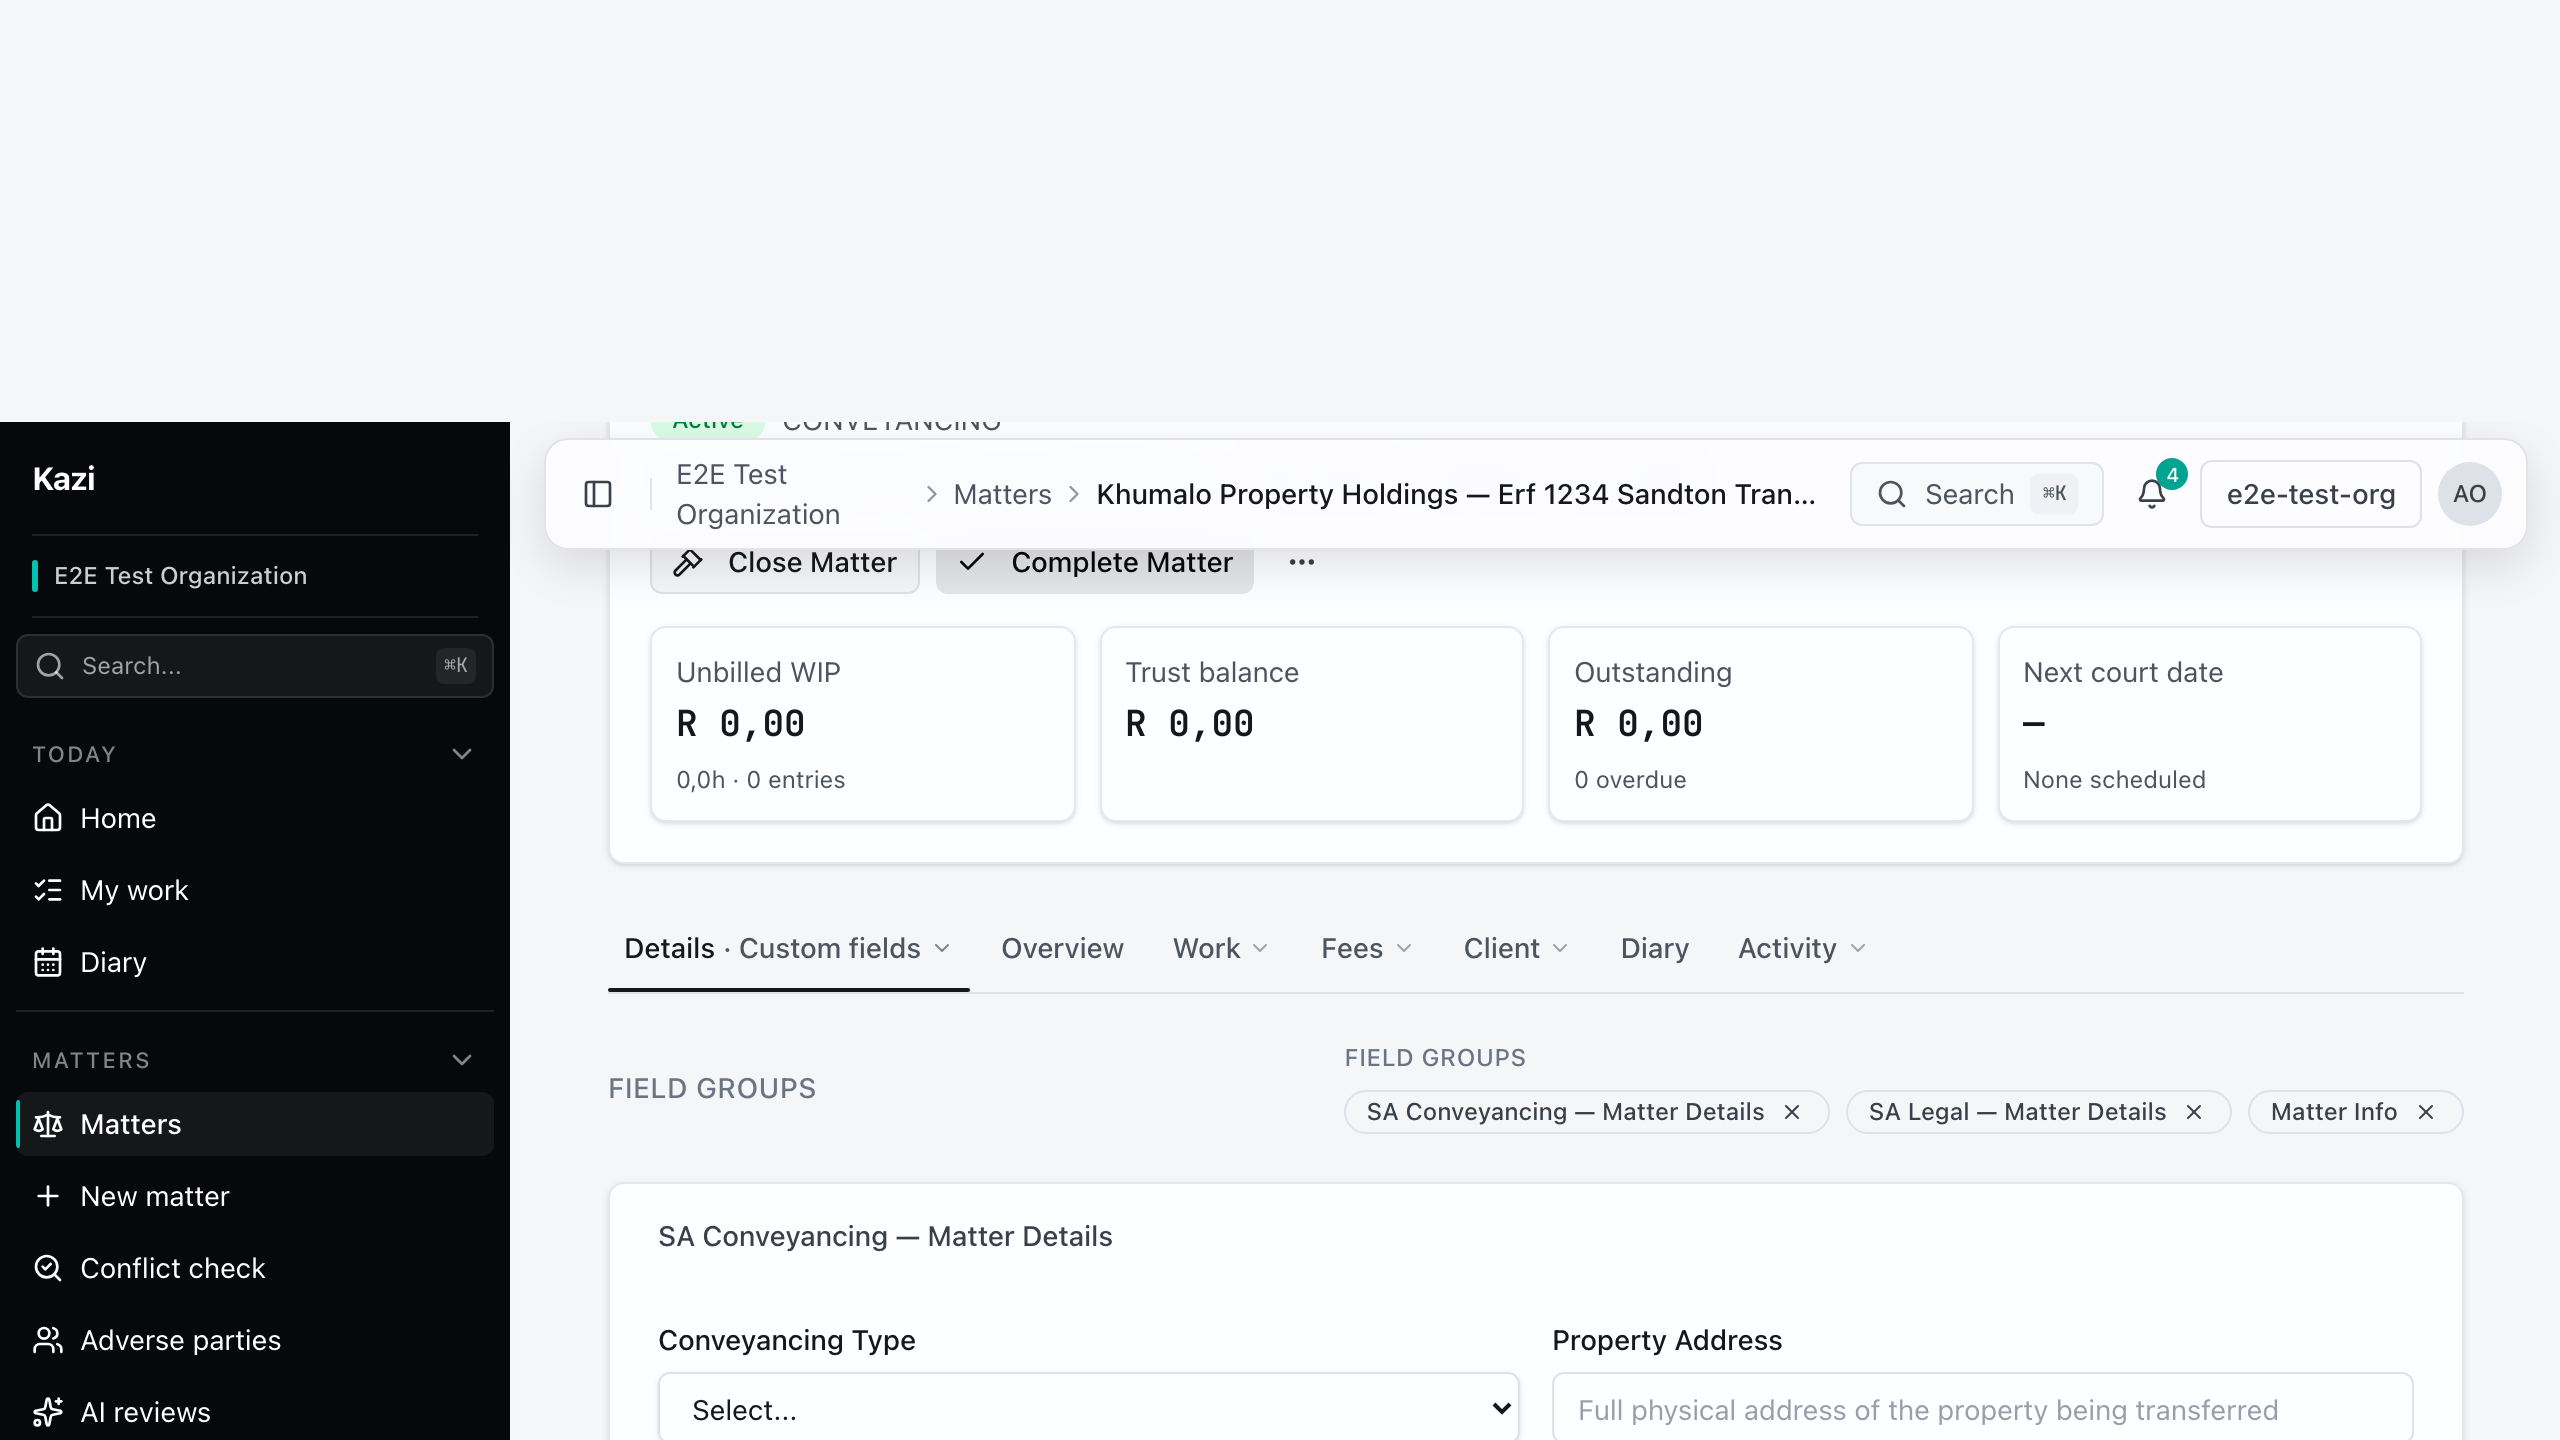 Kazi
E2E Test Organization
Search... ⌘K
TODAY
Home
My work
Diary
MATTERS
Matters
New matter
Conflict check
Adverse parties
AI reviews
Active CONVEYANCING
E2E Test
Organization
Matters
Khumalo Property Holdings — Erf 1234 Sandton Tran...
Search ⌘K
4
e2e-test-org
AO
Close Matter
Complete Matter
Unbilled WIP
R 0,00
0,0h · 0 entries
Trust balance
R 0,00
Outstanding
R 0,00
0 overdue
Next court date
–
None scheduled
Details · Custom fields
Overview
Work
Fees
Client
Diary
Activity
FIELD GROUPS
FIELD GROUPS
SA Conveyancing — Matter Details
SA Legal — Matter Details
Matter Info
SA Conveyancing — Matter Details
Conveyancing Type
Select...
Property Address
Full physical address of the property being transferred